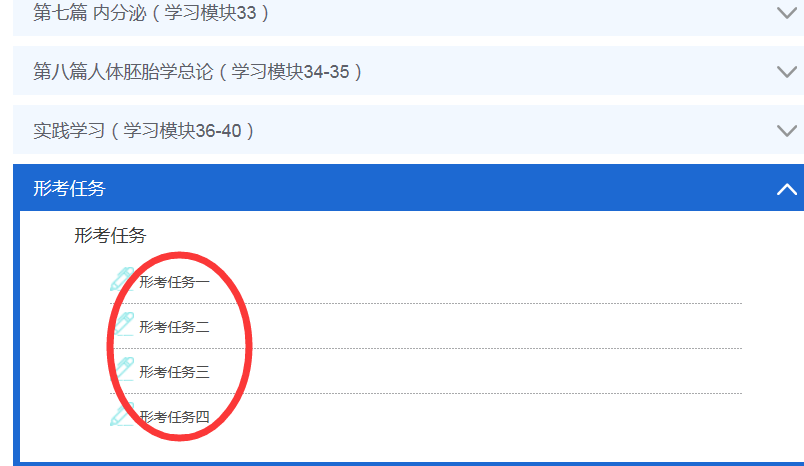 第七篇 内分泌（学习模块33）
第八篇人体胚胎学总论（学习模块34-35）
实践学习（学习模块36-40）
形考任务
形考任务
形考任务一
形考任务二
形考任务三
形考任务四